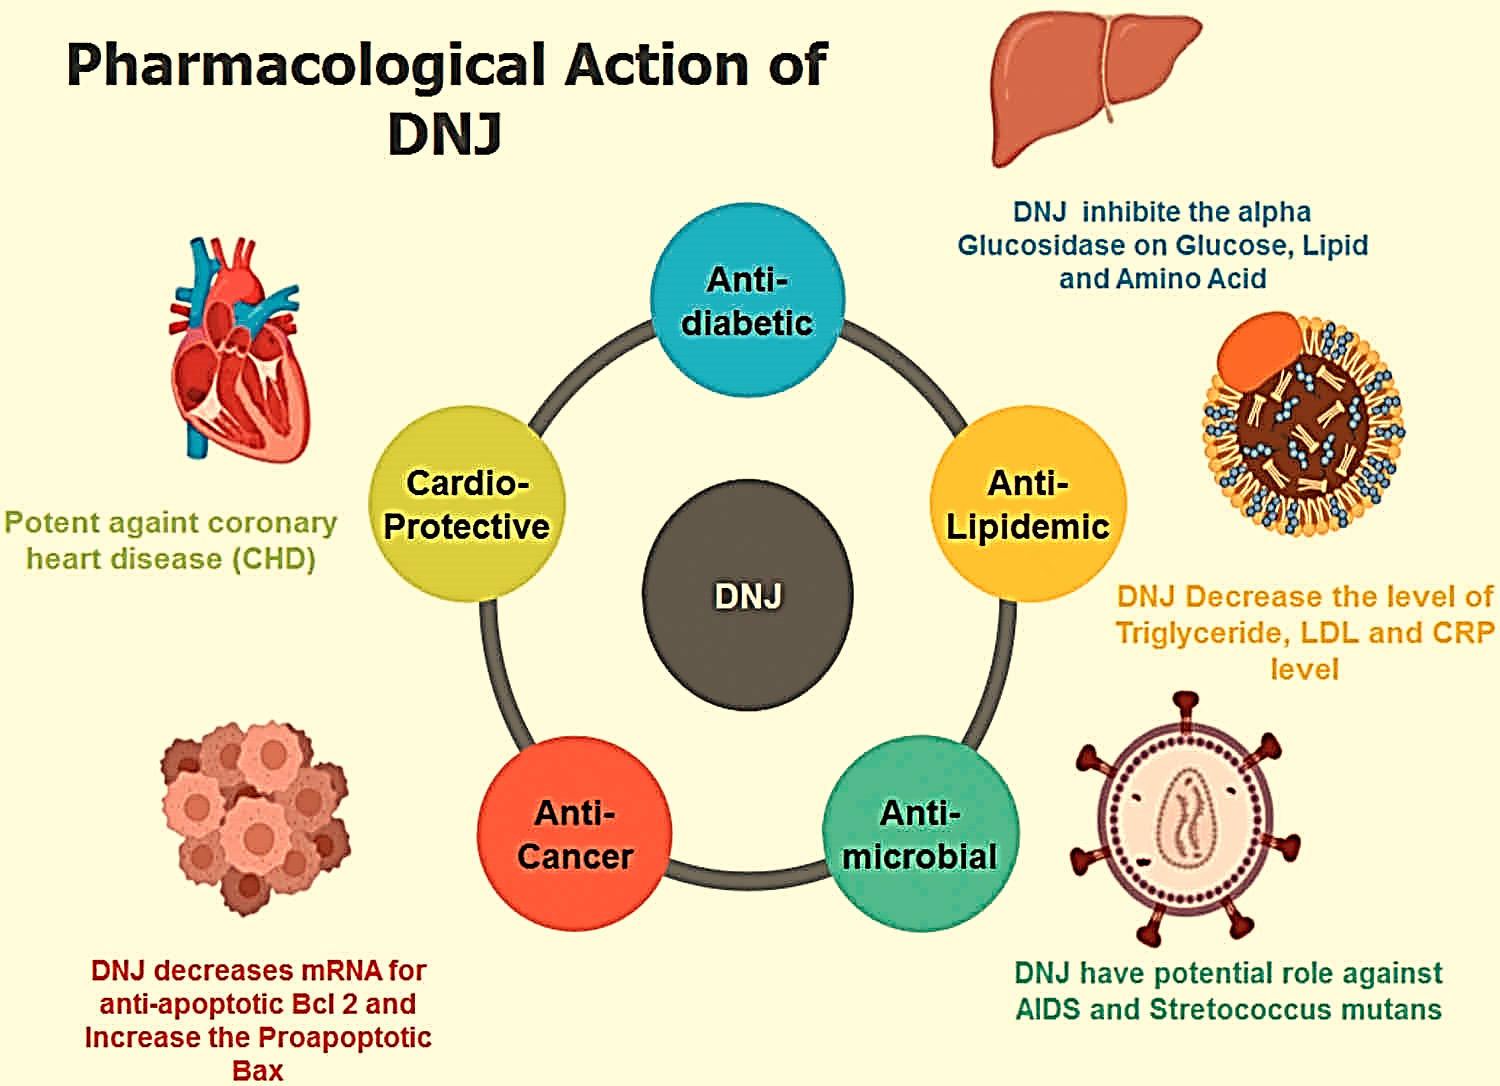 Pharmacological Action of
DNJ
DNJ inhibite the alpha
Glucosidase on Glucose, Lipid
and Amino Acid
Anti-
diabetic
Cardio-
Protective
Anti-
Lipidemic
Potent againt coronary
heart disease (CHD)
DNJ
DNJ Decrease the level of
Triglyceride, LDL and CRP
level
Anti-
Cancer
Anti-
microbial
DNJ decreases mRNA for
anti-apoptotic Bcl 2 and
Increase the Proapoptotic
Bax
DNJ have potential role against
AIDS and Stretococcus mutans